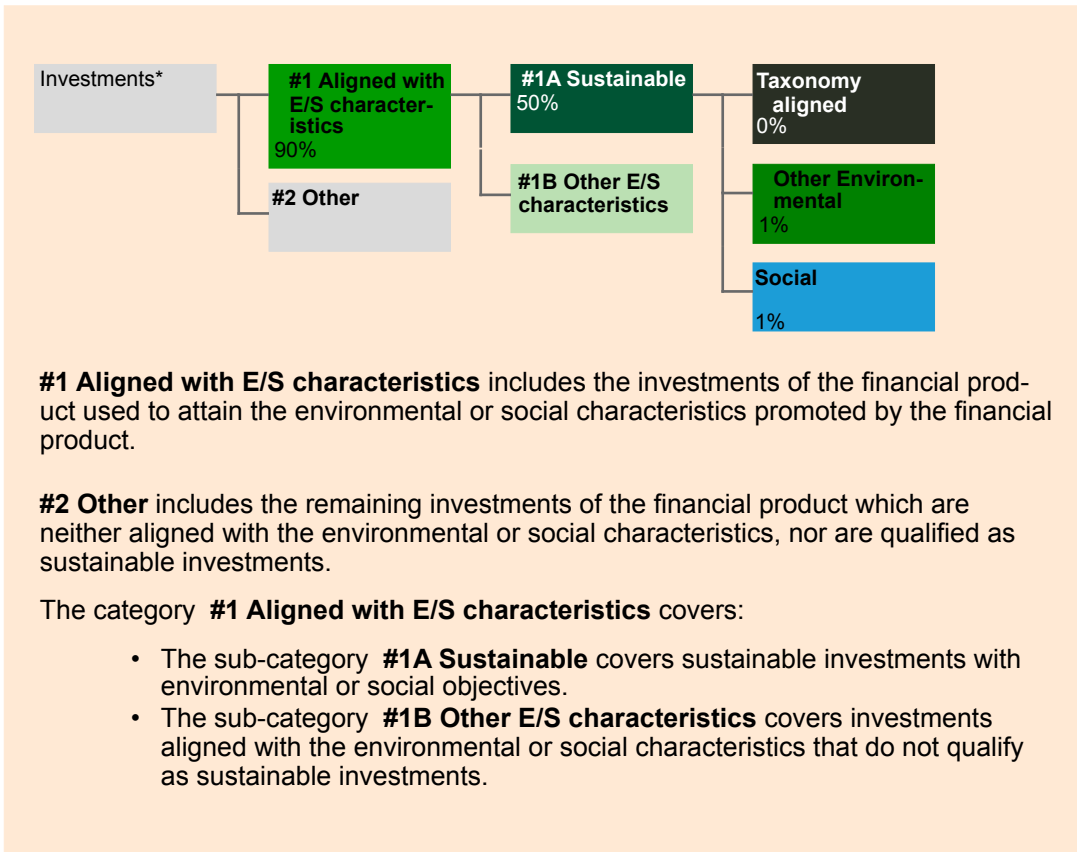 Investments*
#1 Aligned with
E/S character-
istics
90%
#2 Other
#1A Sustainable
50%
#1B Other E/S
characteristics
Taxonomy
aligned
0%
Other Environ-
mental
1%
Social
1%
#1 Aligned with E/S characteristics includes the investments of the financial prod-
uct used to attain the environmental or social characteristics promoted by the financial
product.
#2 Other includes the remaining investments of the financial product which are
neither aligned with the environmental or social characteristics, nor are qualified as
sustainable investments.
The category #1 Aligned with E/S characteristics covers:
• The sub-category #1A Sustainable covers sustainable investments with
environmental or social objectives.
• The sub-category #1B Other E/S characteristics covers investments
aligned with the environmental or social characteristics that do not qualify
as sustainable investments.